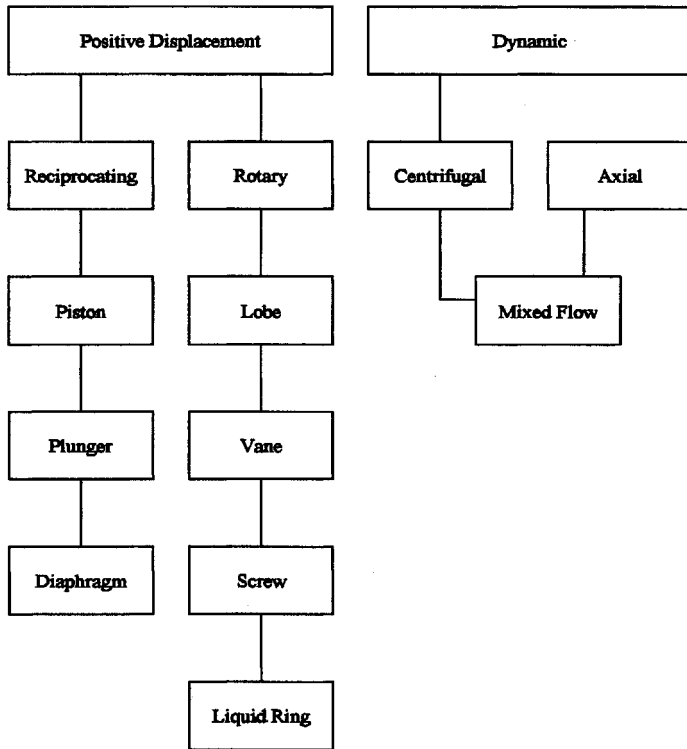 Positive Displacement
Dynamic
Reciprocating
Rotary
Centrifugal
Axial
Piston
Lobe
Mixed Flow
Plunger
Vane
Diaphragm
Screw
Liquid Ring